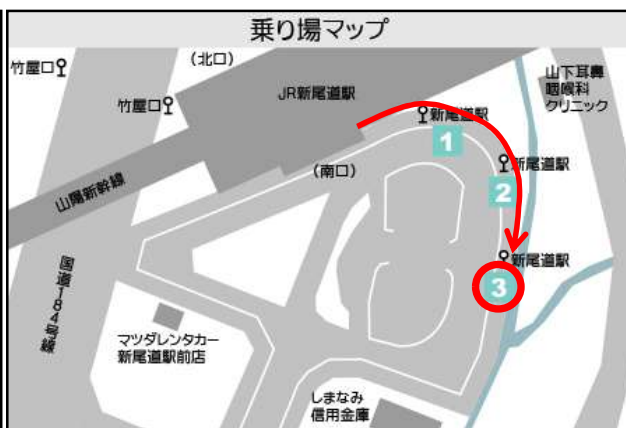 乗り場マップ
(北口)
竹屋口
竹屋口
JR新尾道駅
新尾道駅
山下耳鼻
咽喉科
クリニック
1
(南口)
新尾道駅
2
山陽新幹線
新尾道駅
3
国道184号線
マツダレンタカー
新尾道駅前店
しまなみ
信用金庫